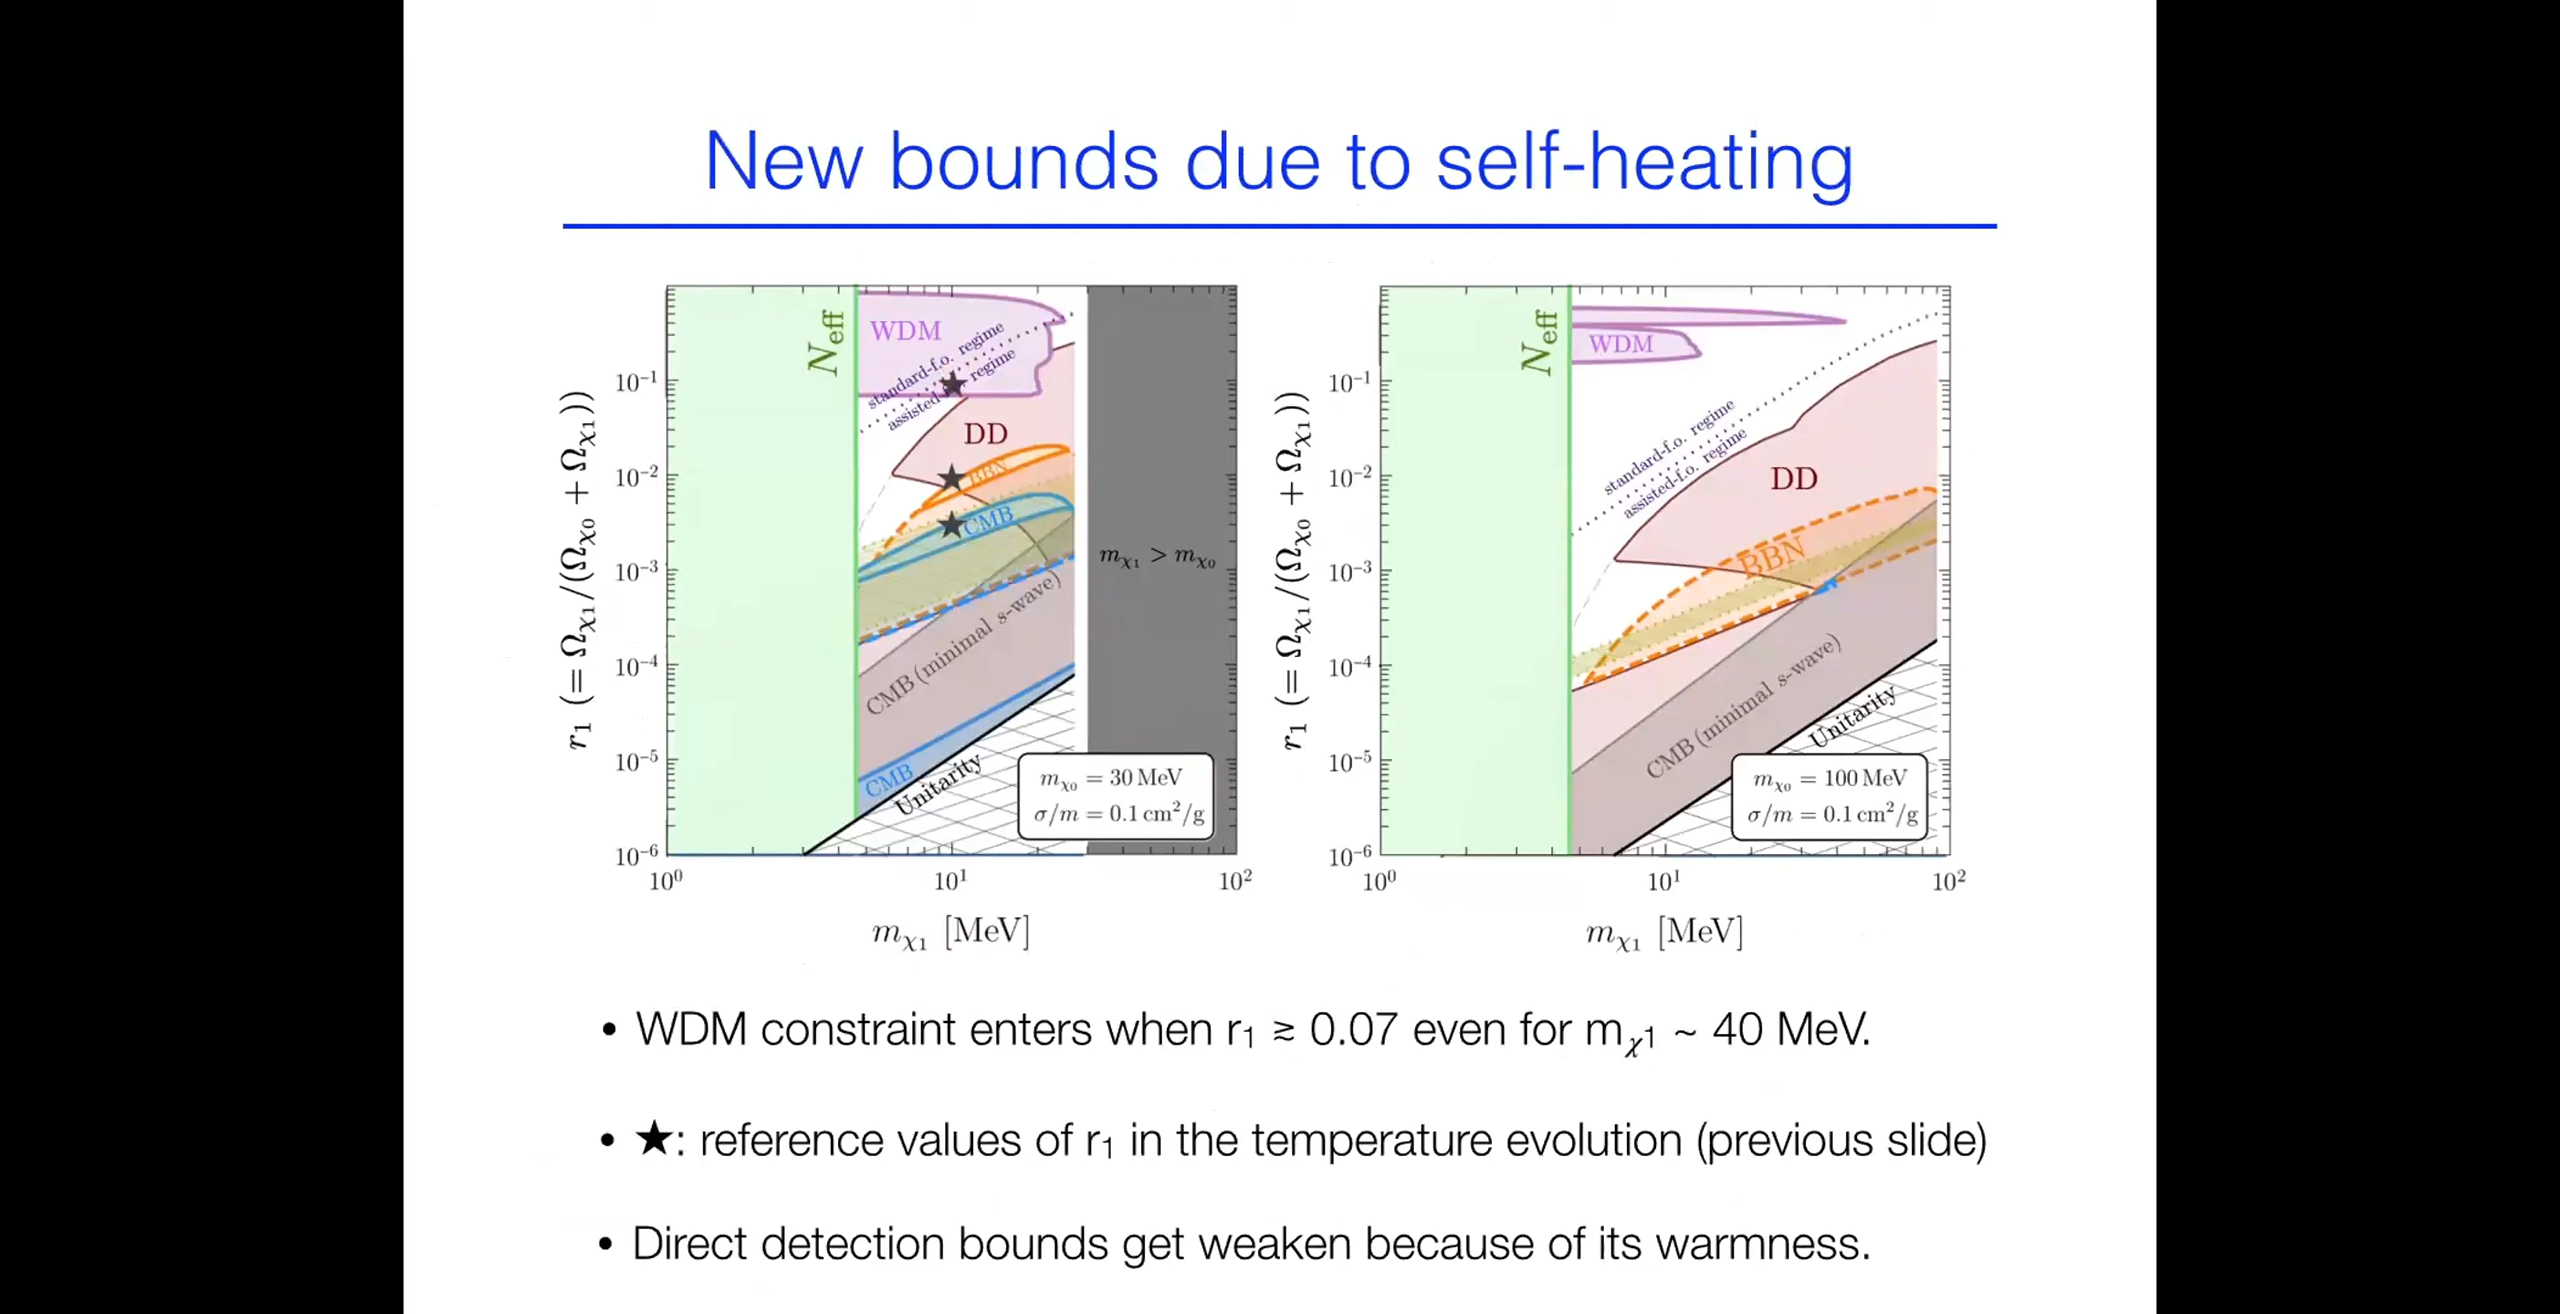 New bounds due to self-heating
r₁ (= Ω_χ₁/(Ω_χ₀ + Ω_χ₁))
10⁻¹
10⁻²
10⁻³
10⁻⁴
10⁻⁵
10⁻⁶
10⁰
10¹
10²
m_χ₁ [MeV]
N_eff
WDM
standard-f.o. regime
assisted-f.o. regime
DD
BBN
CMB
CMB (minimal s-wave)
CMB
Unitarity
m_χ₁ > m_χ₀
m_χ₀ = 30 MeV
σ/m = 0.1 cm²/g
r₁ (= Ω_χ₁/(Ω_χ₀ + Ω_χ₁))
10⁻¹
10⁻²
10⁻³
10⁻⁴
10⁻⁵
10⁻⁶
10⁰
10¹
10²
m_χ₁ [MeV]
N_eff
WDM
standard-f.o. regime
assisted-f.o. regime
DD
BBN
CMB (minimal s-wave)
Unitarity
m_χ₀ = 100 MeV
σ/m = 0.1 cm²/g
• WDM constraint enters when r₁ ≳ 0.07 even for m_χ1 ~ 40 MeV.
• ★: reference values of r₁ in the temperature evolution (previous slide)
• Direct detection bounds get weaken because of its warmness.